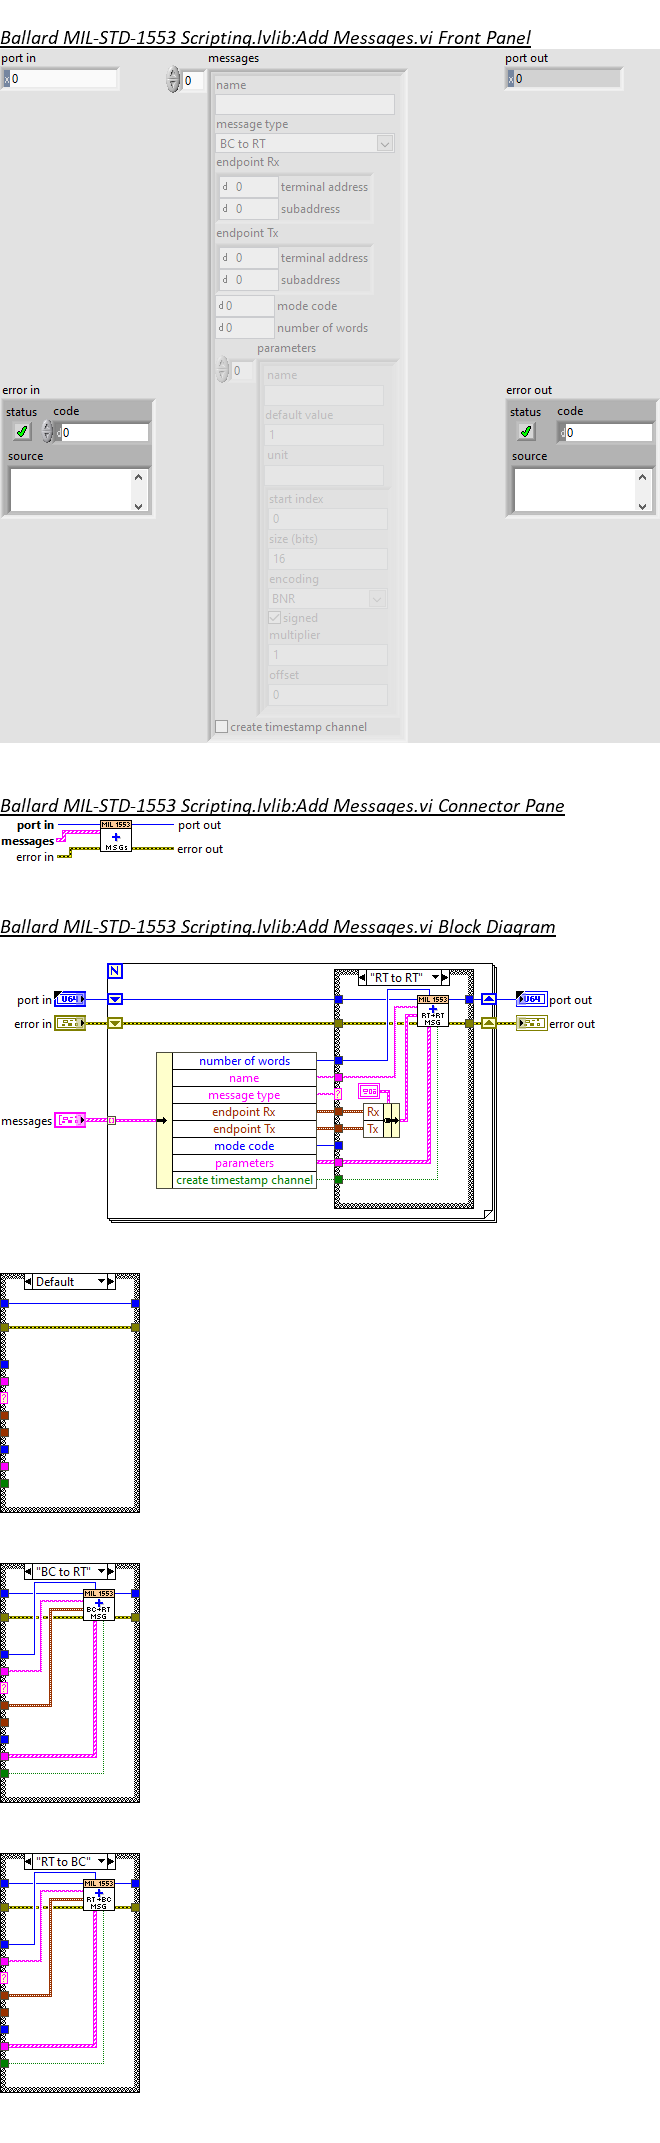 Ballard MIL-STD-1553 Scripting.lvlib:Add Messages.vi Front Panel
port in
x 0
messages
0
port out
x 0
name
message type
BC to RT
endpoint Rx
d 0 terminal address
d 0 subaddress
endpoint Tx
d 0 terminal address
d 0 subaddress
d 0 mode code
d 0 number of words
parameters
0
name
default value
1
unit
start index
0
size (bits)
16
encoding
BNR
signed
multiplier
1
offset
0
create timestamp channel
error in
status code
d 0
source
error out
status code
d 0
source
Ballard MIL-STD-1553 Scripting.lvlib:Add Messages.vi Connector Pane
port in
messages
error in
MIL 1553
MSGs
port out
error out
Ballard MIL-STD-1553 Scripting.lvlib:Add Messages.vi Block Diagram
N
"RT to RT"
port in U64
error in
messages
number of words
name
message type
endpoint Rx
endpoint Tx
mode code
parameters
create timestamp channel
?
MIL 1553
RT→RT
MSG
Rx
Tx
U64 port out
error out
Default
?
"BC to RT"
MIL 1553
BC→RT
MSG
?
"RT to BC"
MIL 1553
RT→BC
MSG
?